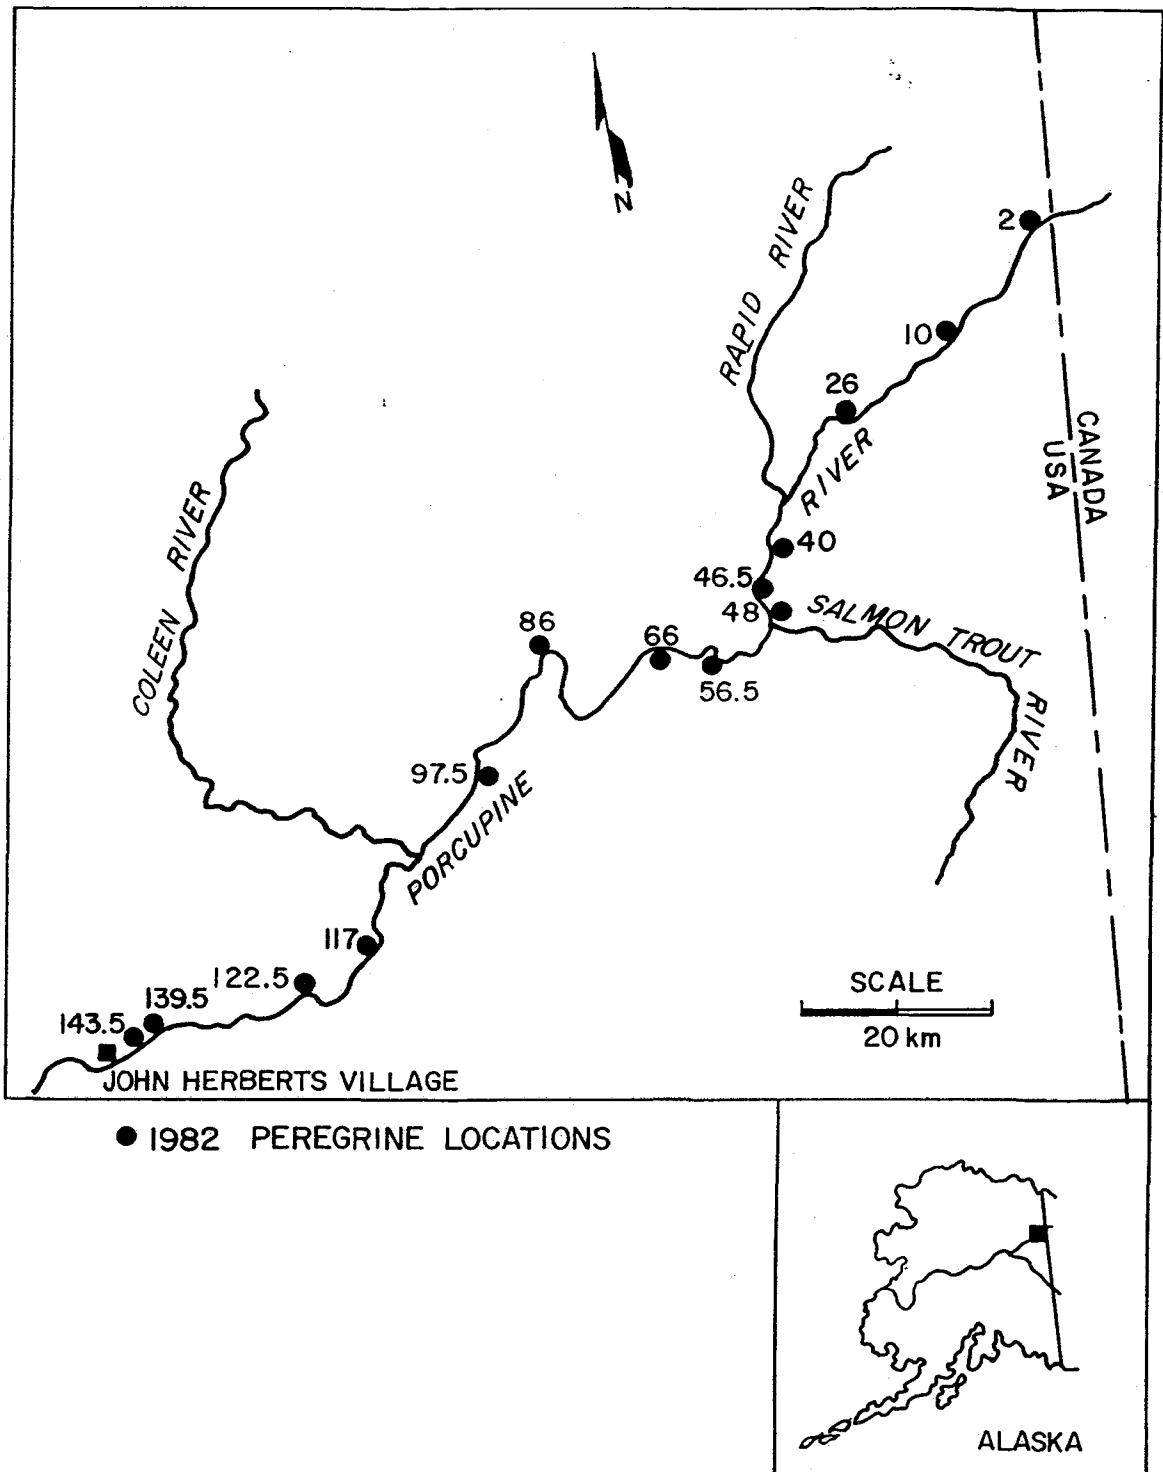 N
RAPID RIVER
2
10
26
CANADA
USA
RIVER
COLEEN RIVER
40
46.5
48
SALMON TROUT RIVER
86
66
56.5
97.5
PORCUPINE
117
122.5
139.5
143.5
SCALE
20 km
JOHN HERBERTS VILLAGE
1982 PEREGRINE LOCATIONS
ALASKA